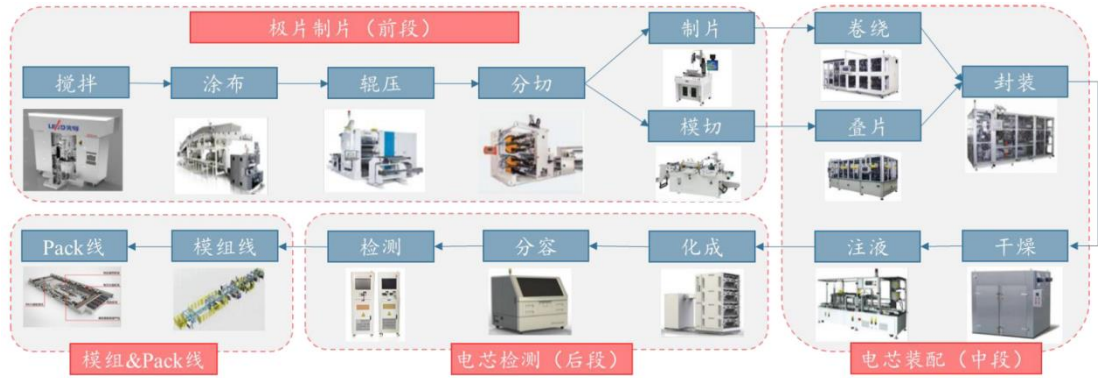 极片制片（前段）
搅拌
涂布
辊压
分切
制片
模切
卷绕
叠片
封装
Pack线
模组线
检测
分容
化成
注液
干燥
模组&Pack线
电芯检测（后段）
电芯装配（中段）